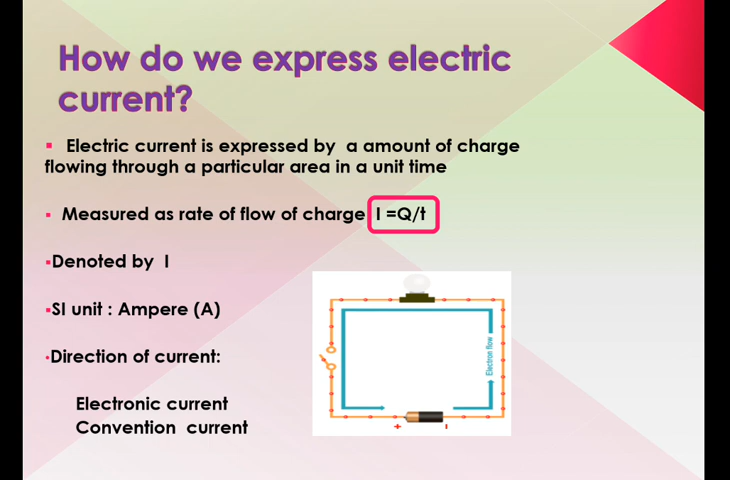 How do we express electric
current?
▪ Electric current is expressed by a amount of charge
flowing through a particular area in a unit time
▪ Measured as rate of flow of charge I =Q/t
▪Denoted by I
▪SI unit : Ampere (A)
•Direction of current:
Electronic current
Convention current
Electron flow
+ -